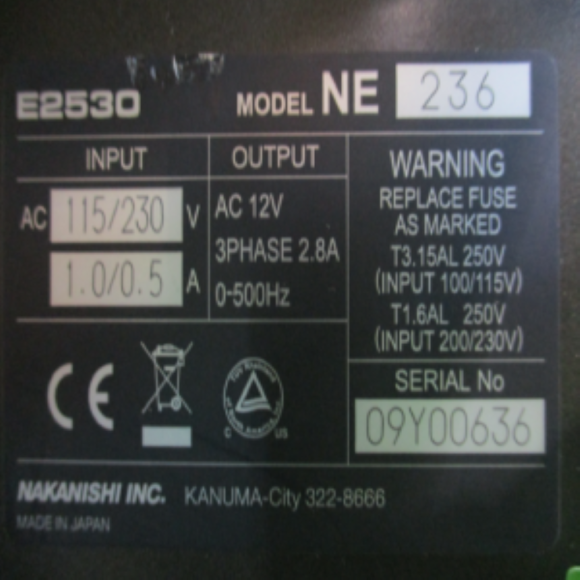 E2530 MODEL NE 236
INPUT
AC 115/230 V
1.0/0.5 A
OUTPUT
AC 12V
3PHASE 2.8A
0-500Hz
WARNING
REPLACE FUSE
AS MARKED
T3.15AL 250V
(INPUT 100/115V)
T1.6AL 250V
(INPUT 200/230V)
CE
C US
SERIAL No
09Y00636
NAKANISHI INC. KANUMA-City 322-8666
MADE IN JAPAN